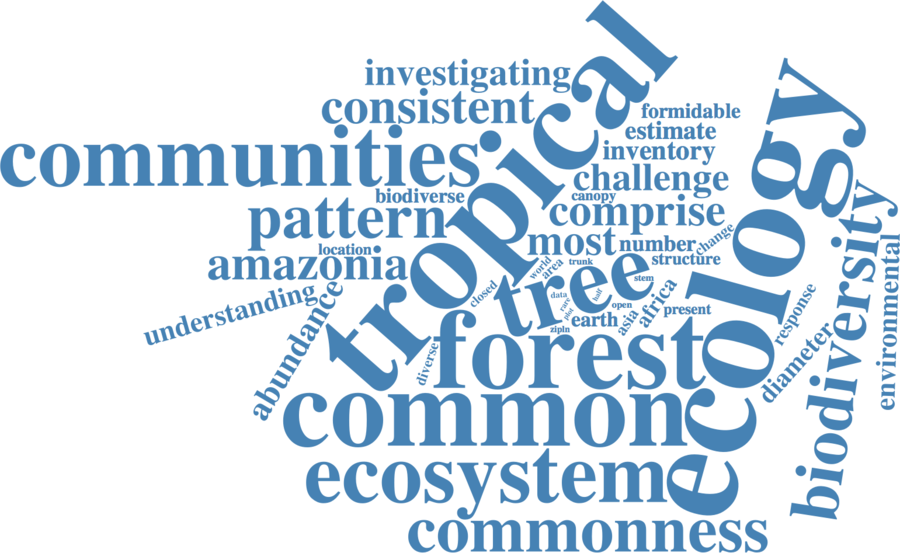 tropical
investigating
consistent
formidable
estimate
communities
inventory
ecology
challenge
biodiverse
canopy
pattern
comprise
most
number
change
location
amazonia
structure
world
area
trunk
tree
stem
biodiversity
environmental
understanding
abundance
closed
data
rare
half
open
africa
present
response
plot
zipln
earth
asia
diverse
forest
diameter
common
ecosystem
commonness